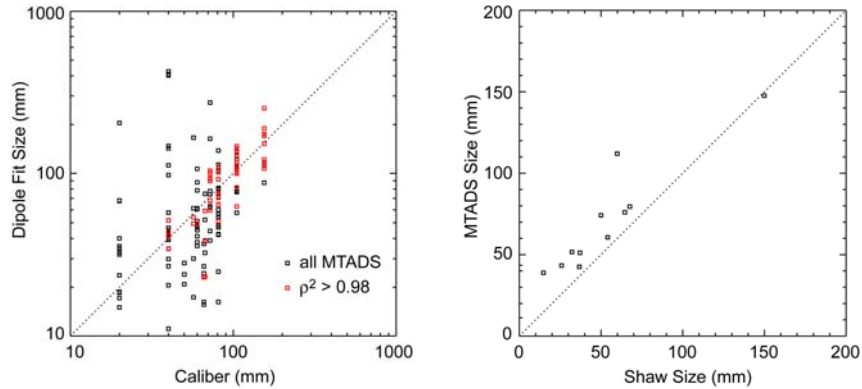 1000
100
10
Dipole Fit Size (mm)
all MTADS
ρ² > 0.98
10 100 1000
Caliber (mm)
200
150
100
50
0
MTADS Size (mm)
0 50 100 150 200
Shaw Size (mm)